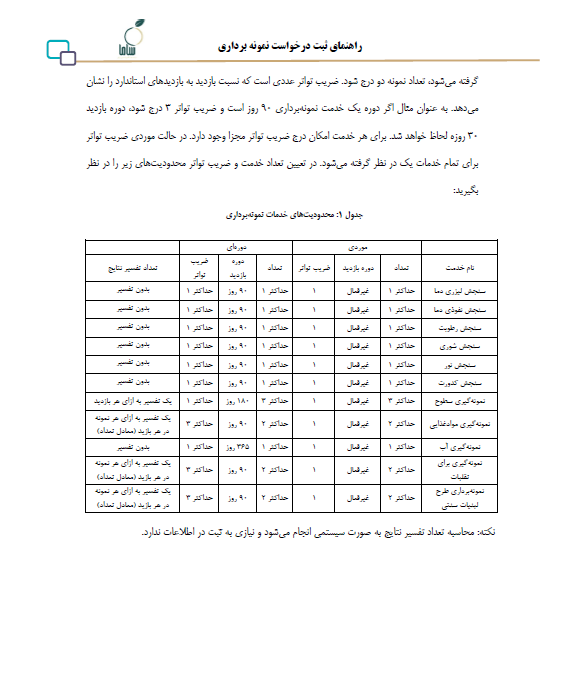 راهنمای ثبت درخواست نمونه برداری
ساما
گرفته می‌شود، تعداد نمونه دو درج شود. ضریب تواتر عددی است که نسبت بازدید به بازدیدهای استاندارد را نشان
می‌دهد. به عنوان مثال اگر دوره یک خدمت نمونه‌برداری ۹۰ روز است و ضریب تواتر ۳ درج شود، دوره بازدید
۳۰ روزه لحاظ خواهد شد. برای هر خدمت امکان درج ضریب تواتر مجزا وجود دارد. در حالت موردی ضریب تواتر
برای تمام خدمات یک در نظر گرفته می‌شود. در تعیین تعداد خدمت و ضریب تواتر محدودیت‌های زیر را در نظر
بگیرید:
جدول ۱: محدودیت‌های خدمات نمونه‌برداری
موردی دوره‌ای
نام خدمت تعداد دوره بازدید ضریب تواتر تعداد دوره بازدید ضریب تواتر تعداد تفسیر نتایج
سنجش لیزری دما حداکثر ۱ غیرفعال ۱ حداکثر ۱ ۹۰ روز حداکثر ۱ بدون تفسیر
سنجش نفوذی دما حداکثر ۱ غیرفعال ۱ حداکثر ۱ ۹۰ روز حداکثر ۱ بدون تفسیر
سنجش رطوبت حداکثر ۱ غیرفعال ۱ حداکثر ۱ ۹۰ روز حداکثر ۱ بدون تفسیر
سنجش شوری حداکثر ۱ غیرفعال ۱ حداکثر ۱ ۹۰ روز حداکثر ۱ بدون تفسیر
سنجش نور حداکثر ۱ غیرفعال ۱ حداکثر ۱ ۹۰ روز حداکثر ۱ بدون تفسیر
سنجش کدورت حداکثر ۱ غیرفعال ۱ حداکثر ۱ ۹۰ روز حداکثر ۱ بدون تفسیر
نمونه‌گیری سطوح حداکثر ۳ غیرفعال ۱ حداکثر ۳ ۱۸۰ روز حداکثر ۱ یک تفسیر به ازای هر بازدید
نمونه‌گیری موادغذایی حداکثر ۲ غیرفعال ۱ حداکثر ۲ ۹۰ روز حداکثر ۳ یک تفسیر به ازای هر نمونه
در هر بازید (معادل تعداد)
نمونه‌گیری آب حداکثر ۱ غیرفعال ۱ حداکثر ۱ ۳۶۵ روز حداکثر ۱ بدون تفسیر
نمونه‌گیری برای حداکثر ۲ غیرفعال ۱ حداکثر ۲ ۹۰ روز حداکثر ۳ یک تفسیر به ازای هر نمونه
تقلبات در هر بازید (معادل تعداد)
نمونه‌برداری طرح حداکثر ۲ غیرفعال ۱ حداکثر ۲ ۹۰ روز حداکثر ۳ یک تفسیر به ازای هر نمونه
لبنیات سنتی در هر بازید (معادل تعداد)
نکته: محاسبه تعداد تفسیر نتایج به صورت سیستمی انجام می‌شود و نیازی به ثبت در اطلاعات ندارد.